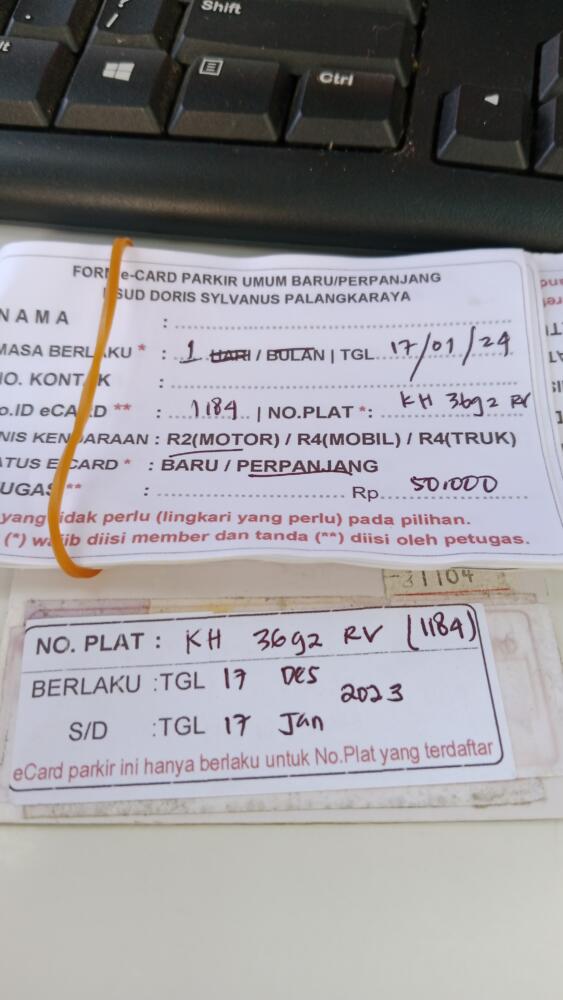 Shift
Ctrl
FORM e-CARD PARKIR UMUM BARU/PERPANJANG
RSUD DORIS SYLVANUS PALANGKARAYA
NAMA :
MASA BERLAKU * : 1 HARI / BULAN | TGL 17/01/24
NO. KONTAK :
No.ID eCARD ** : 1184 | NO.PLAT *: KH 3692 RV
JENIS KENDARAAN : R2(MOTOR) / R4(MOBIL) / R4(TRUK)
STATUS E CARD * : BARU / PERPANJANG
PETUGAS ** : Rp. 50.000
yang tidak perlu (lingkari yang perlu) pada pilihan.
(*) wajib diisi member dan tanda (**) diisi oleh petugas.
31104
NO. PLAT : KH 3692 RV (1184)
BERLAKU :TGL 17 Des 2023
S/D :TGL 17 Jan
eCard parkir ini hanya berlaku untuk No.Plat yang terdaftar